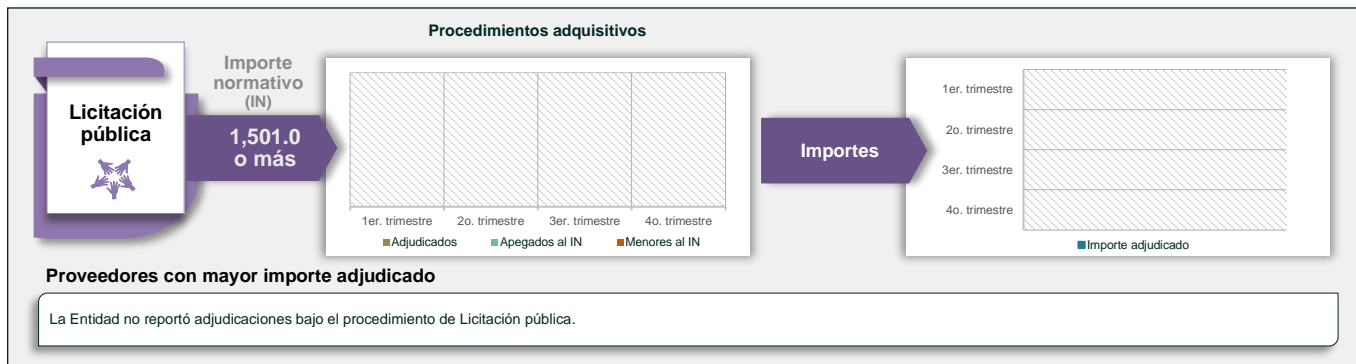 Procedimientos adquisitivos
Licitación
pública
Importe
normativo
(IN)
1,501.0
o más
1er. trimestre 2o. trimestre 3er. trimestre 4o. trimestre
Adjudicados Apegados al IN Menores al IN
Importes
1er. trimestre
2o. trimestre
3er. trimestre
4o. trimestre
Importe adjudicado
Proveedores con mayor importe adjudicado
La Entidad no reportó adjudicaciones bajo el procedimiento de Licitación pública.